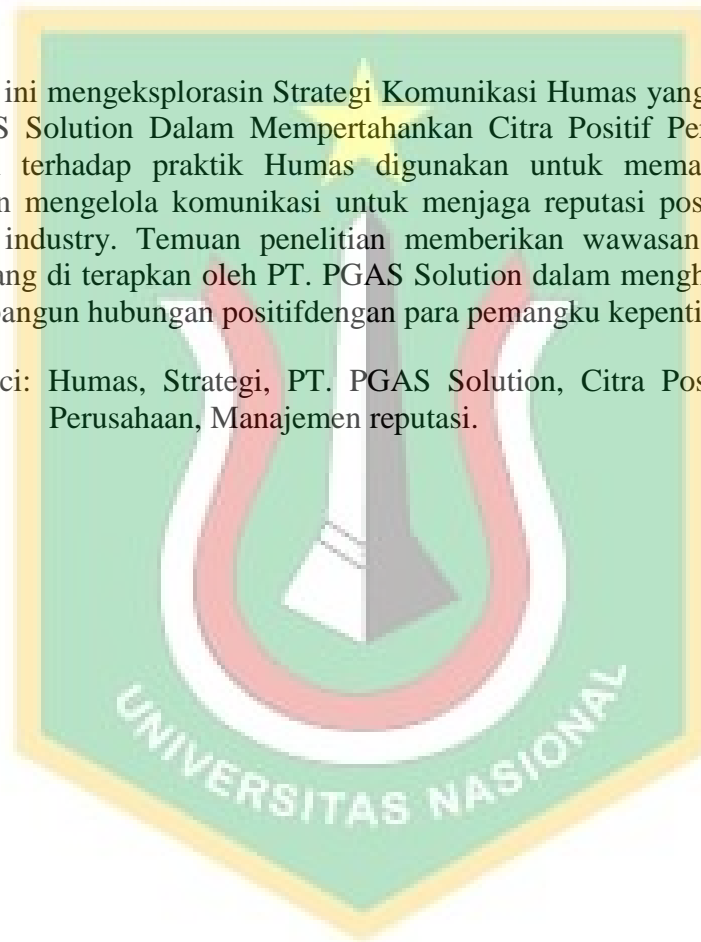 ini mengeksplorasin Strategi Komunikasi Humas yang
S Solution Dalam Mempertahankan Citra Positif Pe
terhadap praktik Humas digunakan untuk mema
n mengelola komunikasi untuk menjaga reputasi pos
industry. Temuan penelitian memberikan wawasan
ang di terapkan oleh PT. PGAS Solution dalam mengh
bangun hubungan positifdengan para pemangku kepenti
ci: Humas, Strategi, PT. PGAS Solution, Citra Pos
Perusahaan, Manajemen reputasi.
UNIVERSITAS NASIONAL